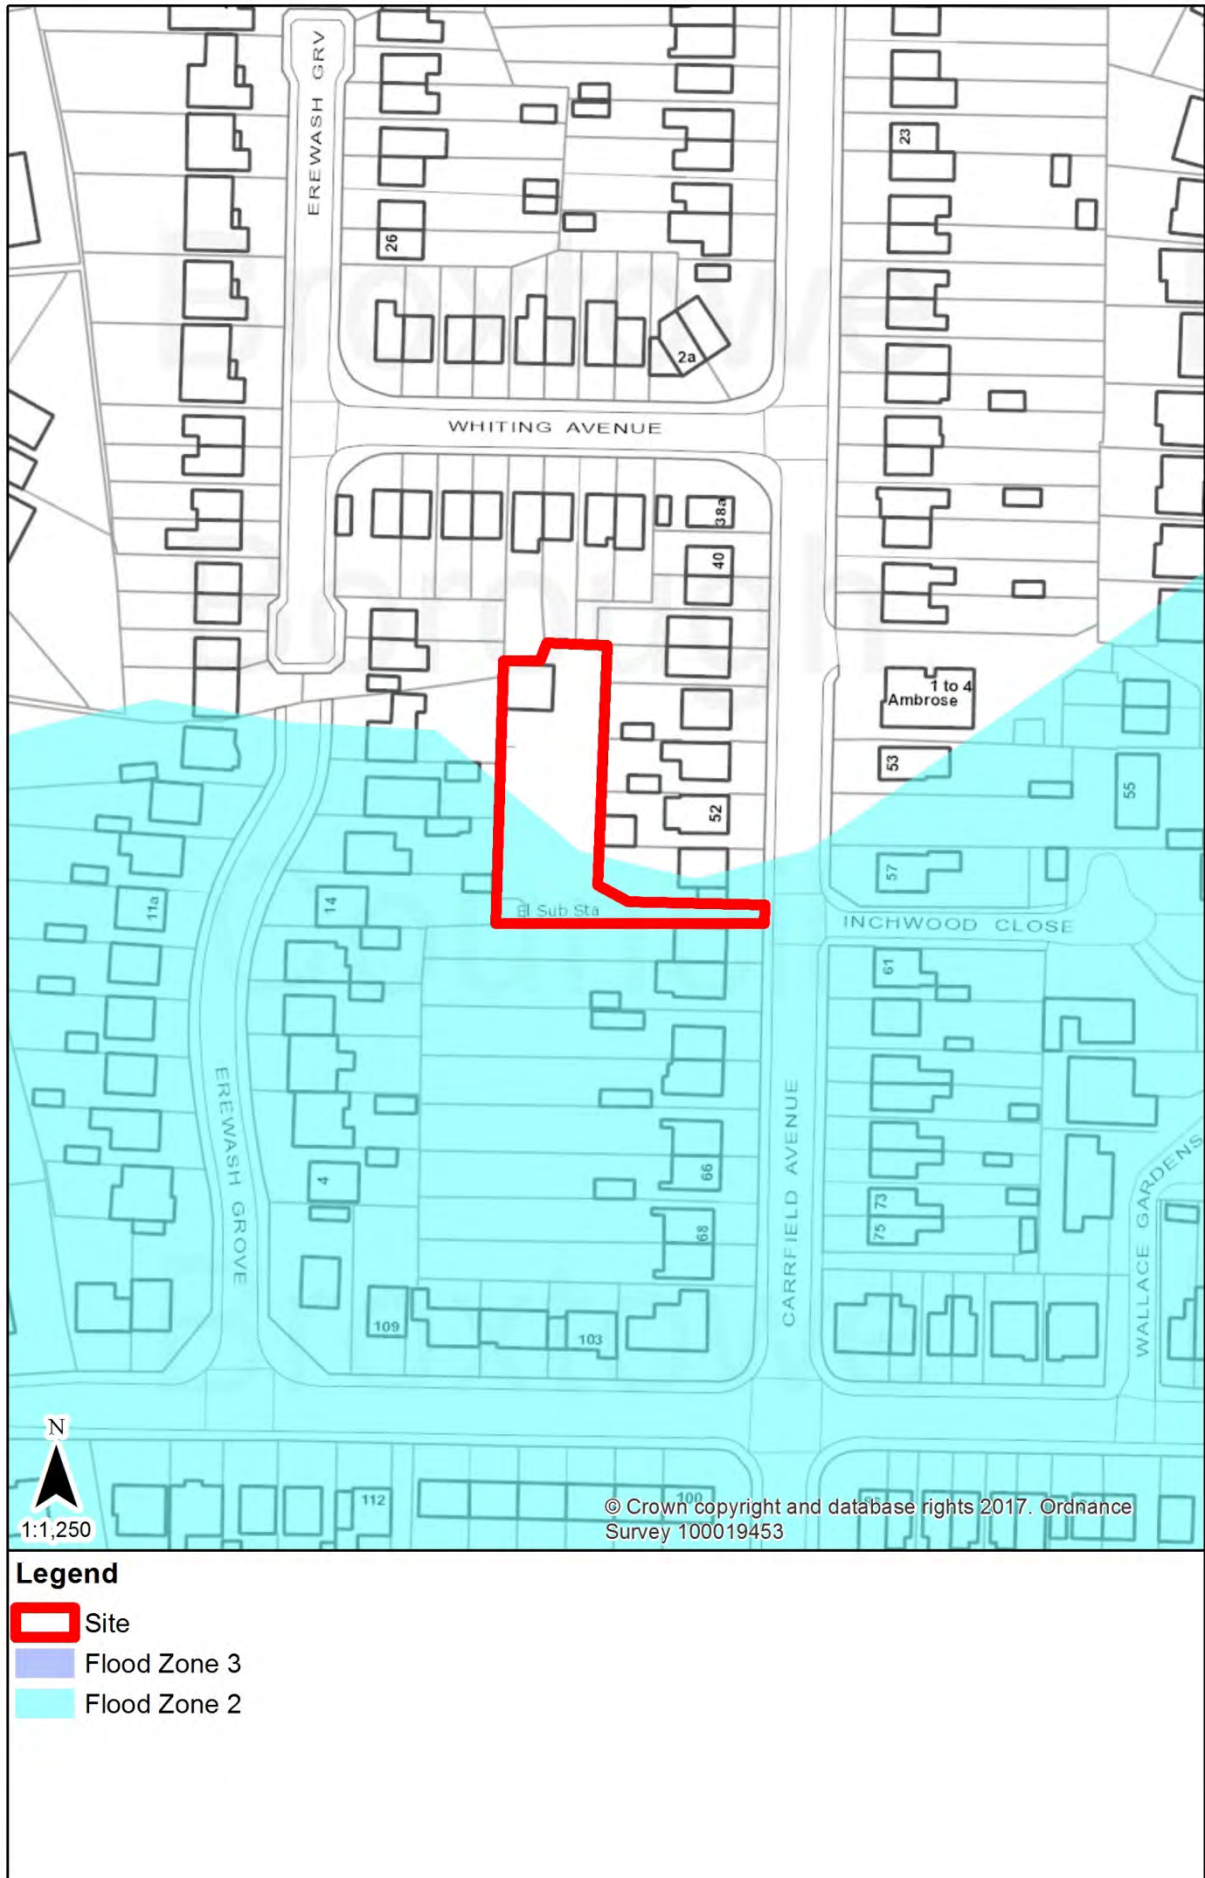 EREWASH GRV
23
26
2a
WHITING AVENUE
38a
40
1 to 4
Ambrose
53
55
52
57
11a
14
El Sub Sta
INCHWOOD CLOSE
61
EREWASH GROVE
CARRFIELD AVENUE
WALLACE GARDENS
4
66
73
75
68
109
103
Broxtowe
Borough
N
1:1,250
112
100
© Crown copyright and database rights 2017. Ordnance
Survey 100019453
Legend
Site
Flood Zone 3
Flood Zone 2